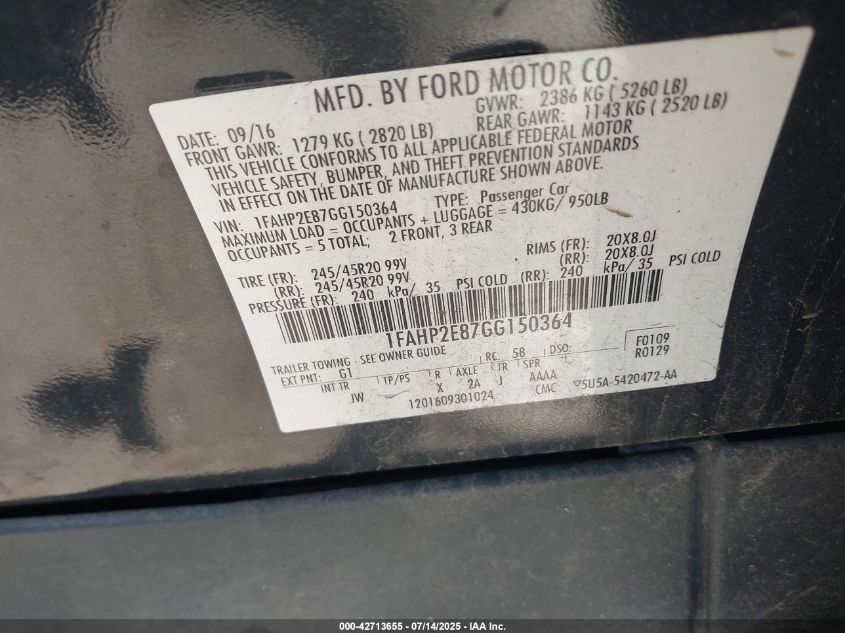 MFD. BY FORD MOTOR CO.
DATE: 09/16 GVWR: 2386 KG ( 5260 LB)
FRONT GAWR: 1279 KG ( 2820 LB) REAR GAWR: 1143 KG ( 2520 LB)
THIS VEHICLE CONFORMS TO ALL APPLICABLE FEDERAL MOTOR
VEHICLE SAFETY, BUMPER, AND THEFT PREVENTION STANDARDS
IN EFFECT ON THE DATE OF MANUFACTURE SHOWN ABOVE.
VIN: 1FAHP2E87GG150364 TYPE: Passenger Car
MAXIMUM LOAD = OCCUPANTS + LUGGAGE = 430KG/ 950LB
OCCUPANTS = 5 TOTAL; 2 FRONT, 3 REAR
TIRE (FR): 245/45R20 99V RIMS (FR): 20X8.0J
(RR): 245/45R20 99V (RR): 20X8.0J
PRESSURE (FR): 240 kPa/ 35 PSI COLD (RR): 240 kPa/ 35 PSI COLD
1FAHP2E87GG150364
TRAILER TOWING - SEE OWNER GUIDE
F0109
EXT PNT: G1 RC: 58 DSO: R0129
INT TR TP/PS R AXLE TR SPR
JW X 2A J AAAA
1201609301024 CMC ▽5U5A-5420472-AA
000-42713655 - 07/14/2025 - IAA Inc.